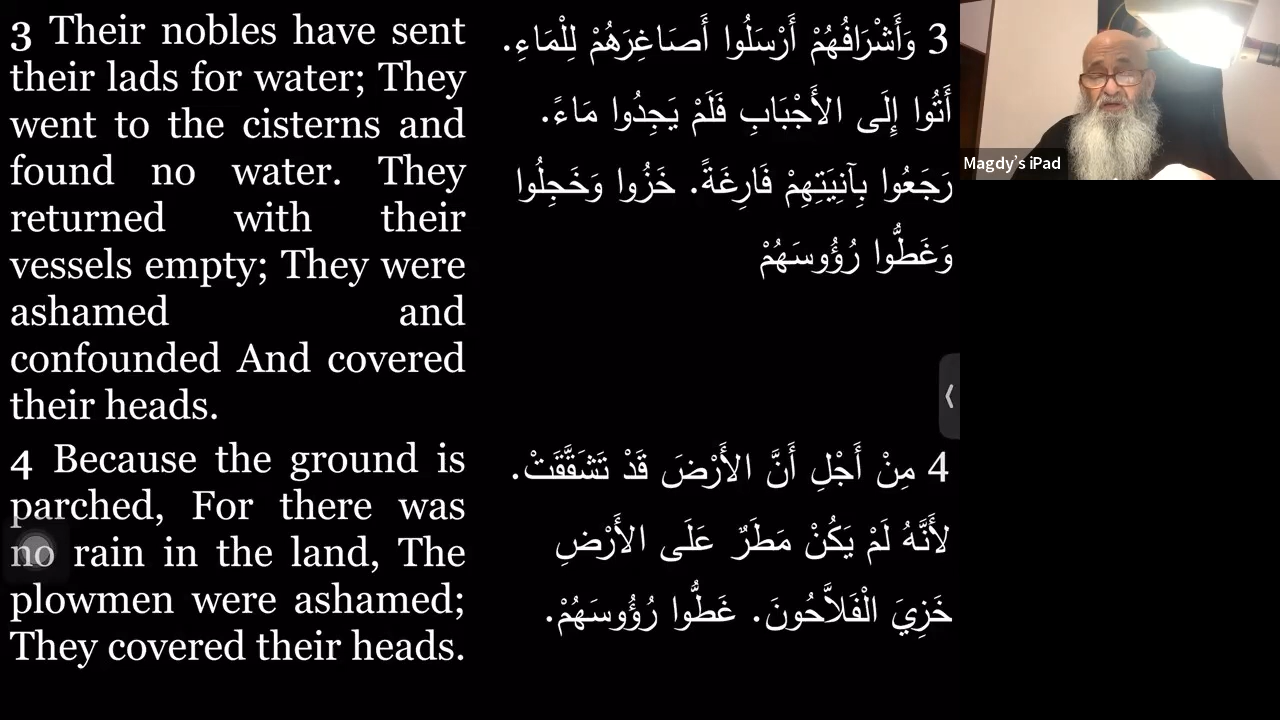 3 Their nobles have sent
their lads for water; They
went to the cisterns and
found no water. They
returned with their
vessels empty; They were
ashamed and
confounded And covered
their heads.
4 Because the ground is
parched, For there was
no rain in the land, The
plowmen were ashamed;
They covered their heads.
3 وَأَشْرَافُهُمْ أَرْسَلُوا أَصَاغِرَهُمْ لِلْمَاءِ.
أَتُوا إِلَى الأَجْبَابِ فَلَمْ يَجِدُوا مَاءً.
رَجَعُوا بِآنِيَتِهِمْ فَارِغَةً. خَزُوا وَخَجِلُوا
وَغَطُّوا رُؤُوسَهُمْ
4 مِنْ أَجْلِ أَنَّ الأَرْضَ قَدْ تَشَقَّقَتْ.
لأَنَّهُ لَمْ يَكُنْ مَطَرٌ عَلَى الأَرْضِ
خَزِيَ الْفَلاَّحُونَ. غَطُّوا رُؤُوسَهُمْ.
Magdy’s iPad